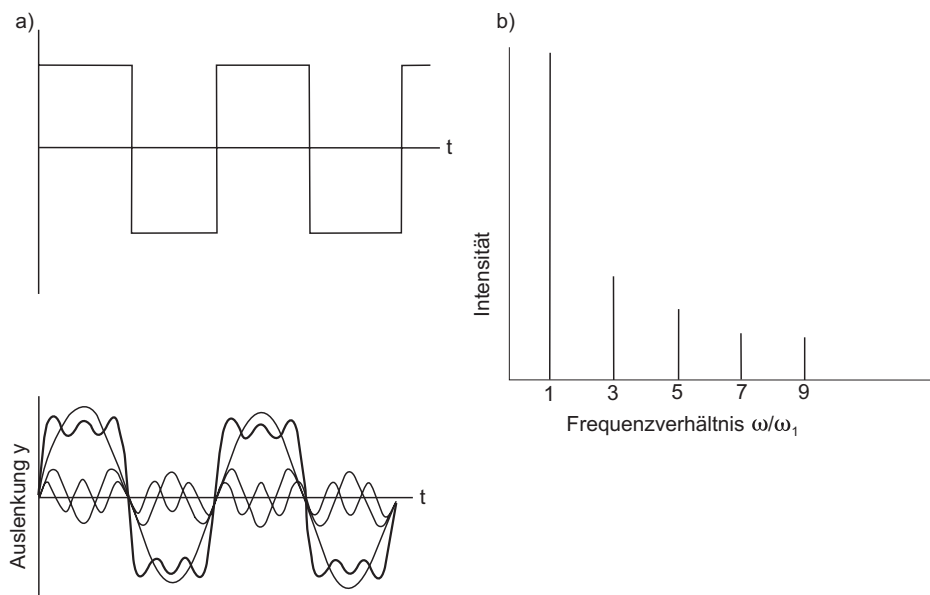 a)
t
Auslenkung y
t
b)
Intensität
1 3 5 7 9
Frequenzverhältnis ω/ω₁